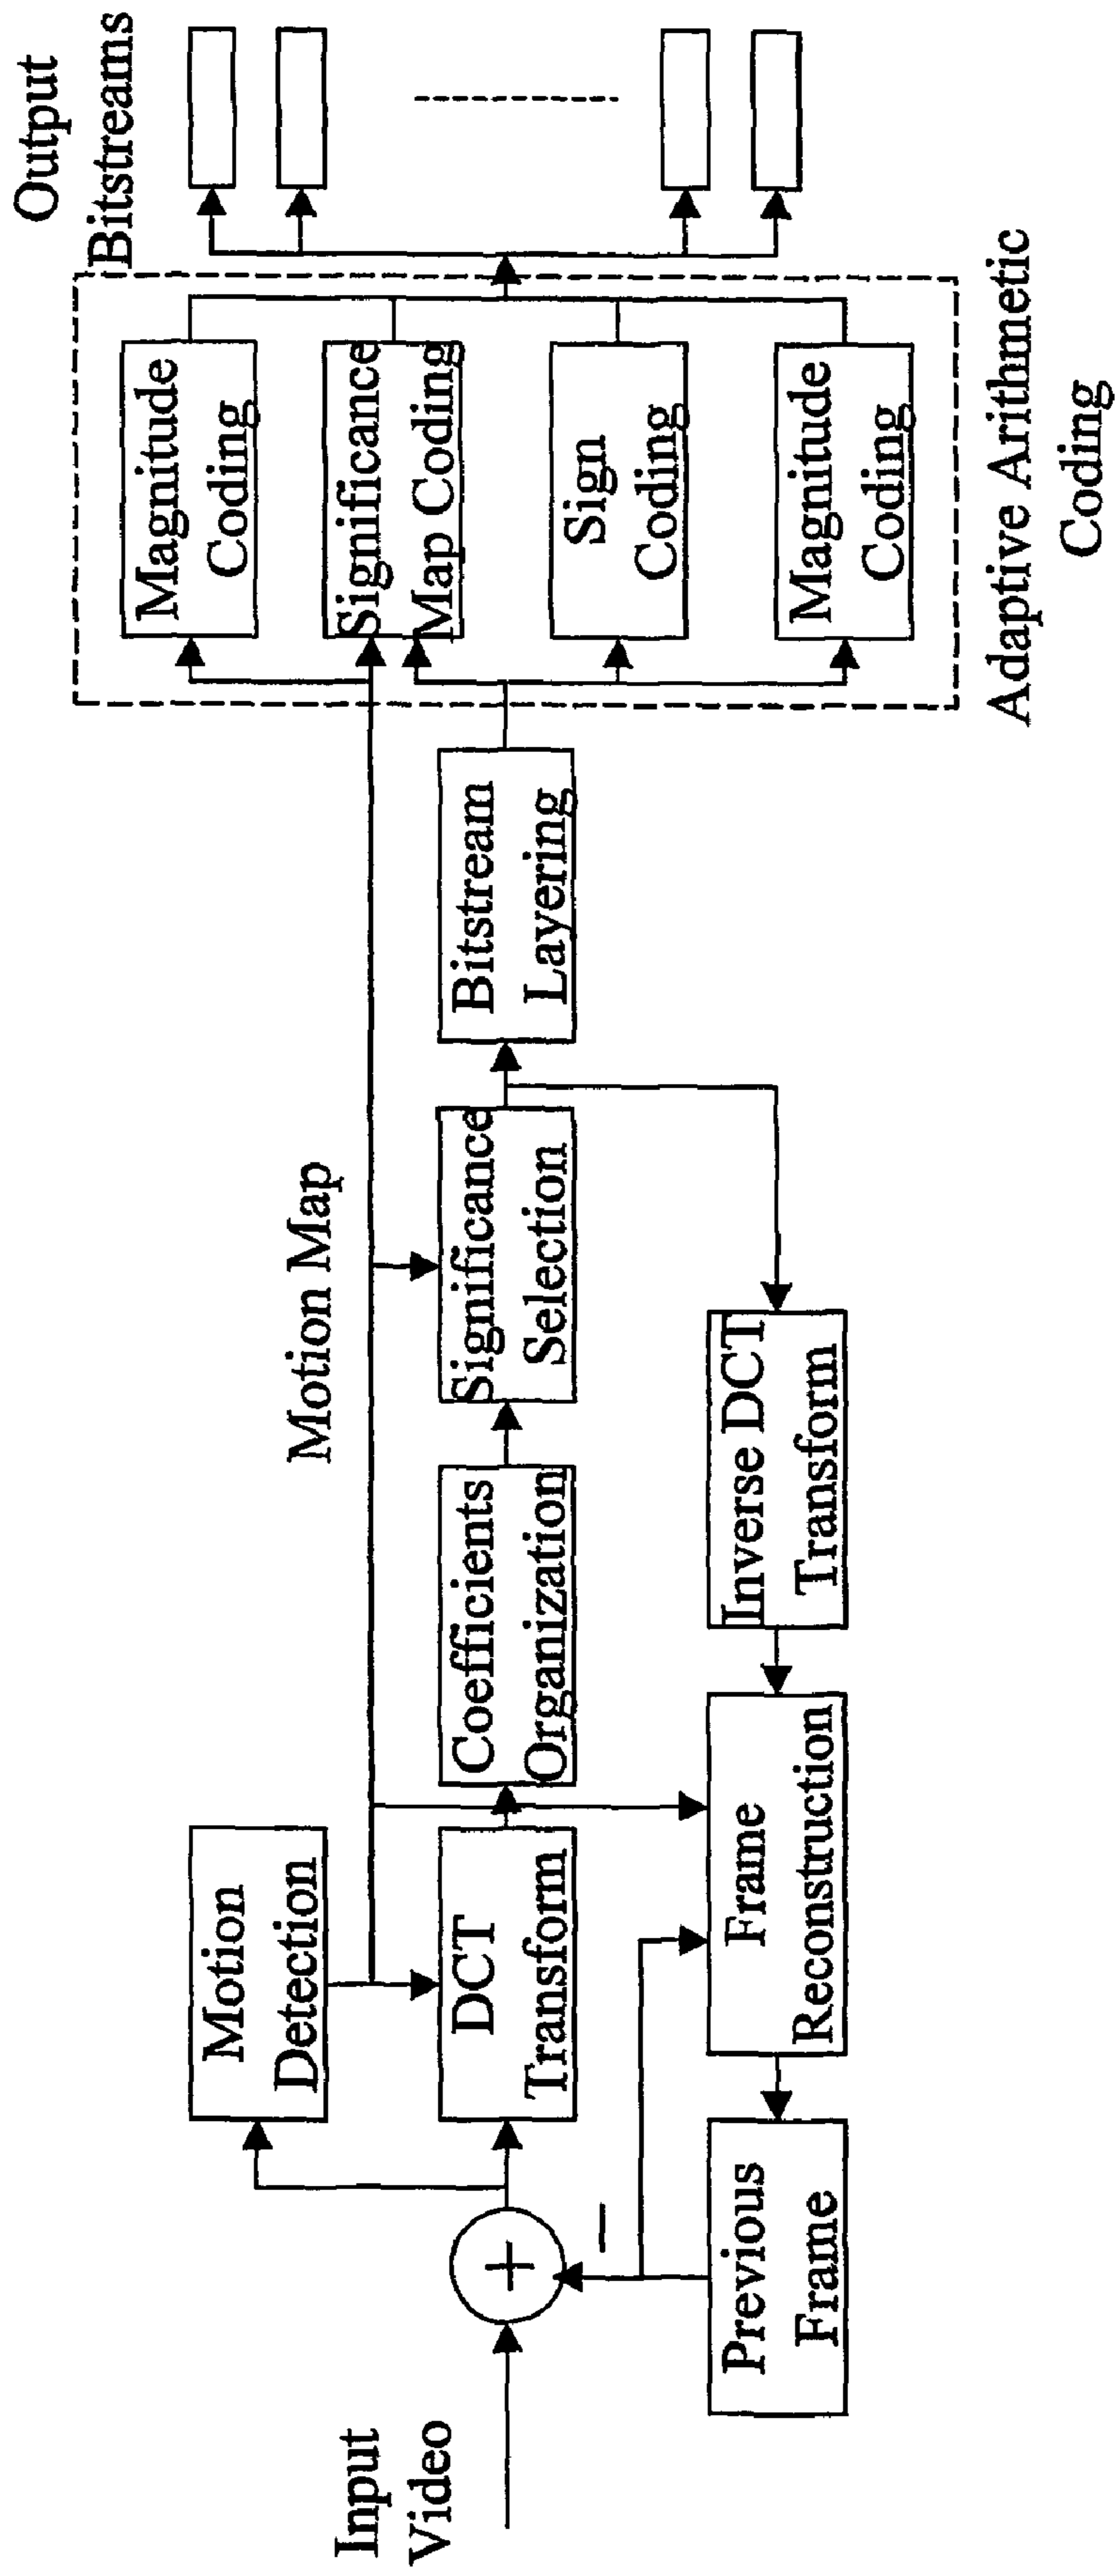 Input
Video
+
−
Previous
Frame
Motion
Detection
DCT
Transform
Frame
Reconstruction
Coefficients
Organization
Inverse DCT
Transform
Motion Map
Significance
Selection
Bitstream
Layering
Magnitude
Coding
Significance
Map Coding
Sign
Coding
Magnitude
Coding
Adaptive Arithmetic
Coding
Output
Bitstreams